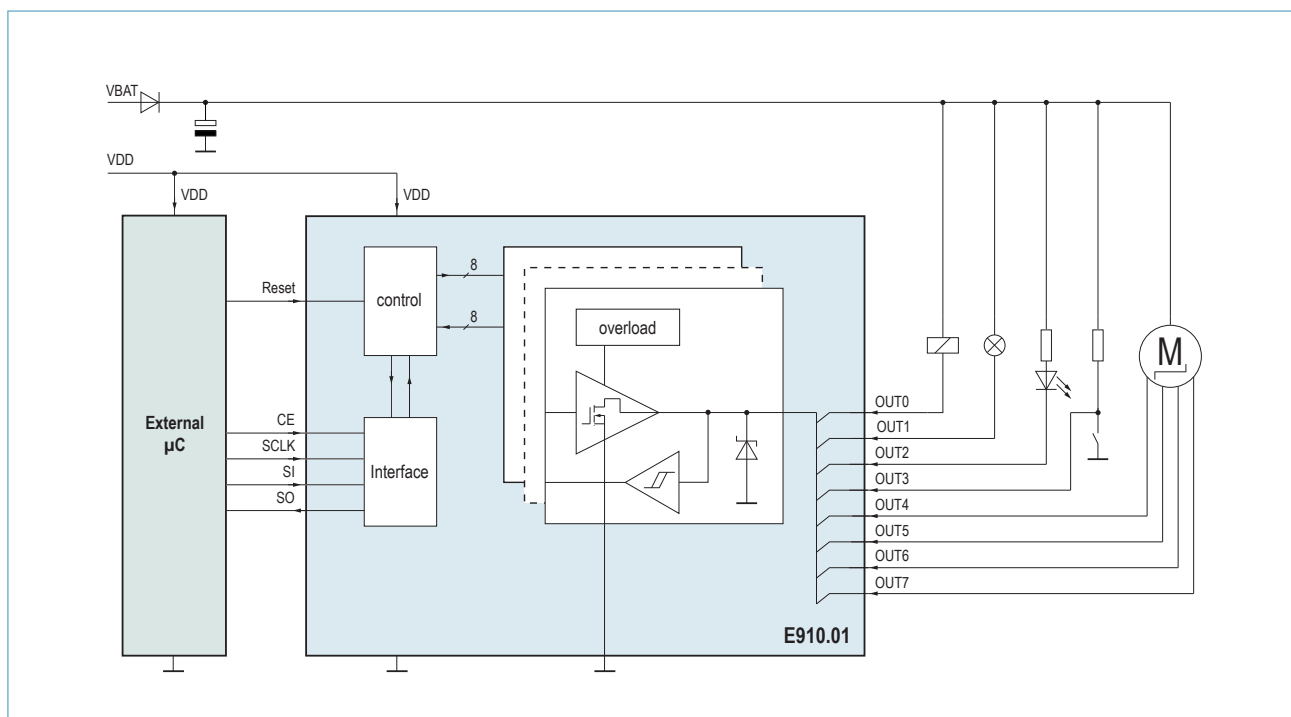 VBAT
VDD
VDD
VDD
Reset
control
8
8
overload
M
External
µC
CE
SCLK
SI
SO
Interface
OUT0
OUT1
OUT2
OUT3
OUT4
OUT5
OUT6
OUT7
E910.01